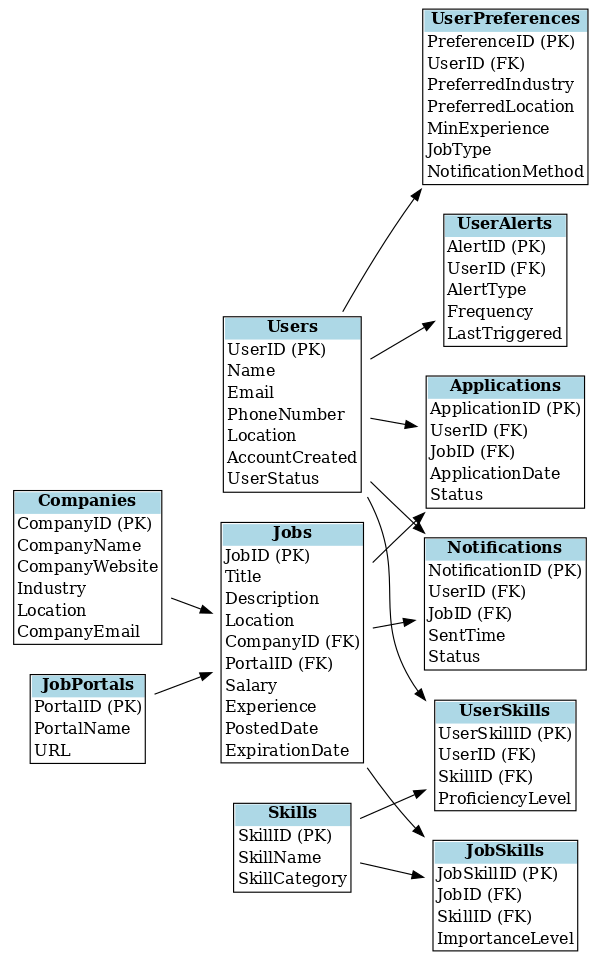 UserPreferences
PreferenceID (PK)
UserID (FK)
PreferredIndustry
PreferredLocation
MinExperience
JobType
NotificationMethod
UserAlerts
AlertID (PK)
UserID (FK)
AlertType
Frequency
LastTriggered
Users
UserID (PK)
Name
Email
PhoneNumber
Location
AccountCreated
UserStatus
Applications
ApplicationID (PK)
UserID (FK)
JobID (FK)
ApplicationDate
Status
Companies
CompanyID (PK)
CompanyName
CompanyWebsite
Industry
Location
CompanyEmail
Jobs
JobID (PK)
Title
Description
Location
CompanyID (FK)
PortalID (FK)
Salary
Experience
PostedDate
ExpirationDate
Notifications
NotificationID (PK)
UserID (FK)
JobID (FK)
SentTime
Status
JobPortals
PortalID (PK)
PortalName
URL
UserSkills
UserSkillID (PK)
UserID (FK)
SkillID (FK)
ProficiencyLevel
Skills
SkillID (PK)
SkillName
SkillCategory
JobSkills
JobSkillID (PK)
JobID (FK)
SkillID (FK)
ImportanceLevel